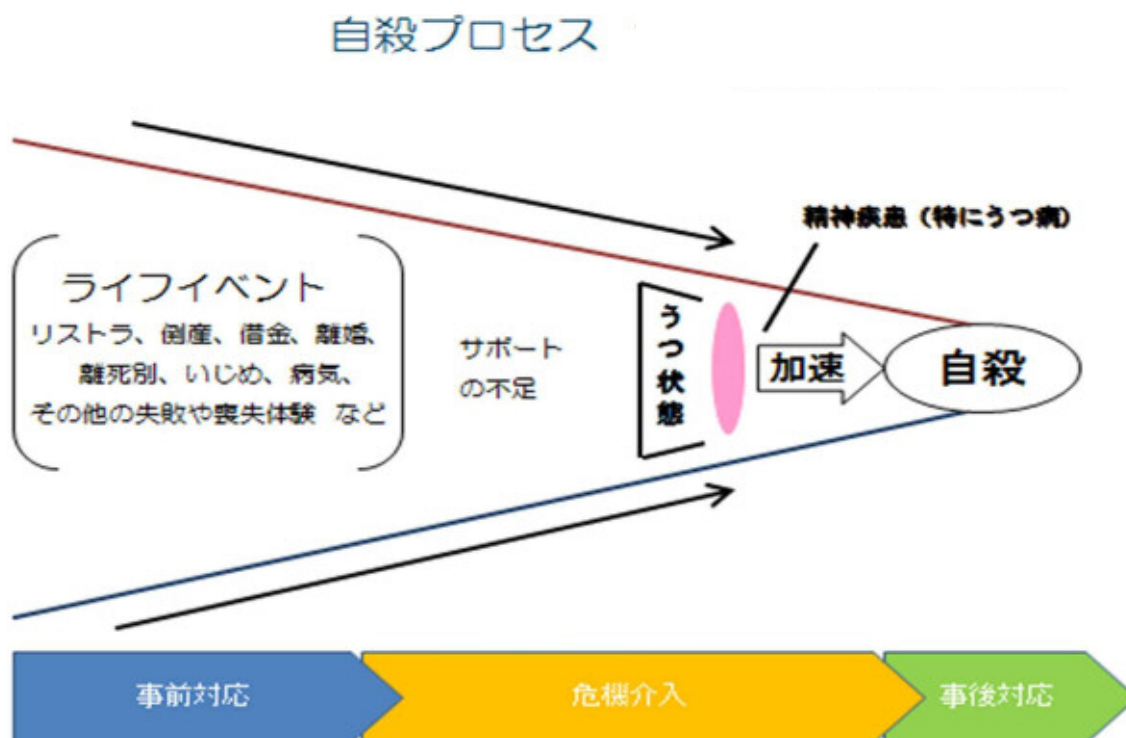 自殺プロセス
精神疾患（特にうつ病）
ライフイベント
リストラ、倒産、借金、離婚、
離死別、いじめ、病気、
その他の失敗や喪失体験 など
サポート
の不足
うつ状態
加速
自殺
事前対応
危機介入
事後対応